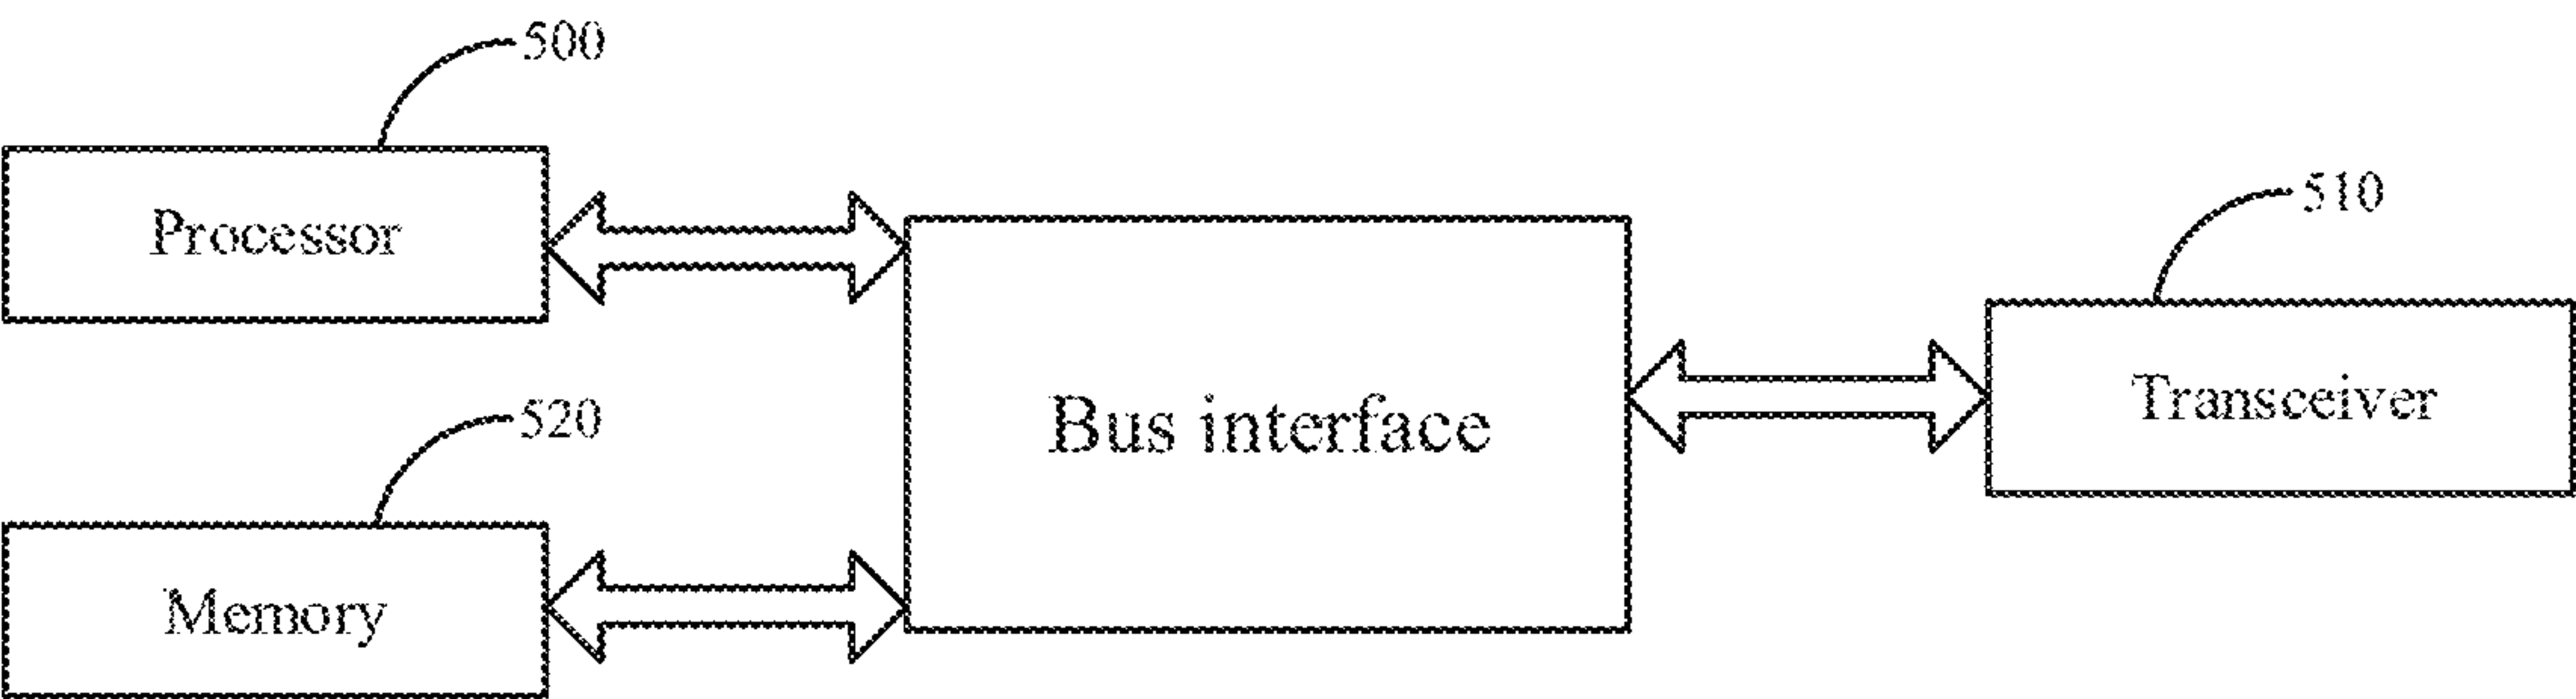 500
Processor
510
Bus interface
Transceiver
520
Memory